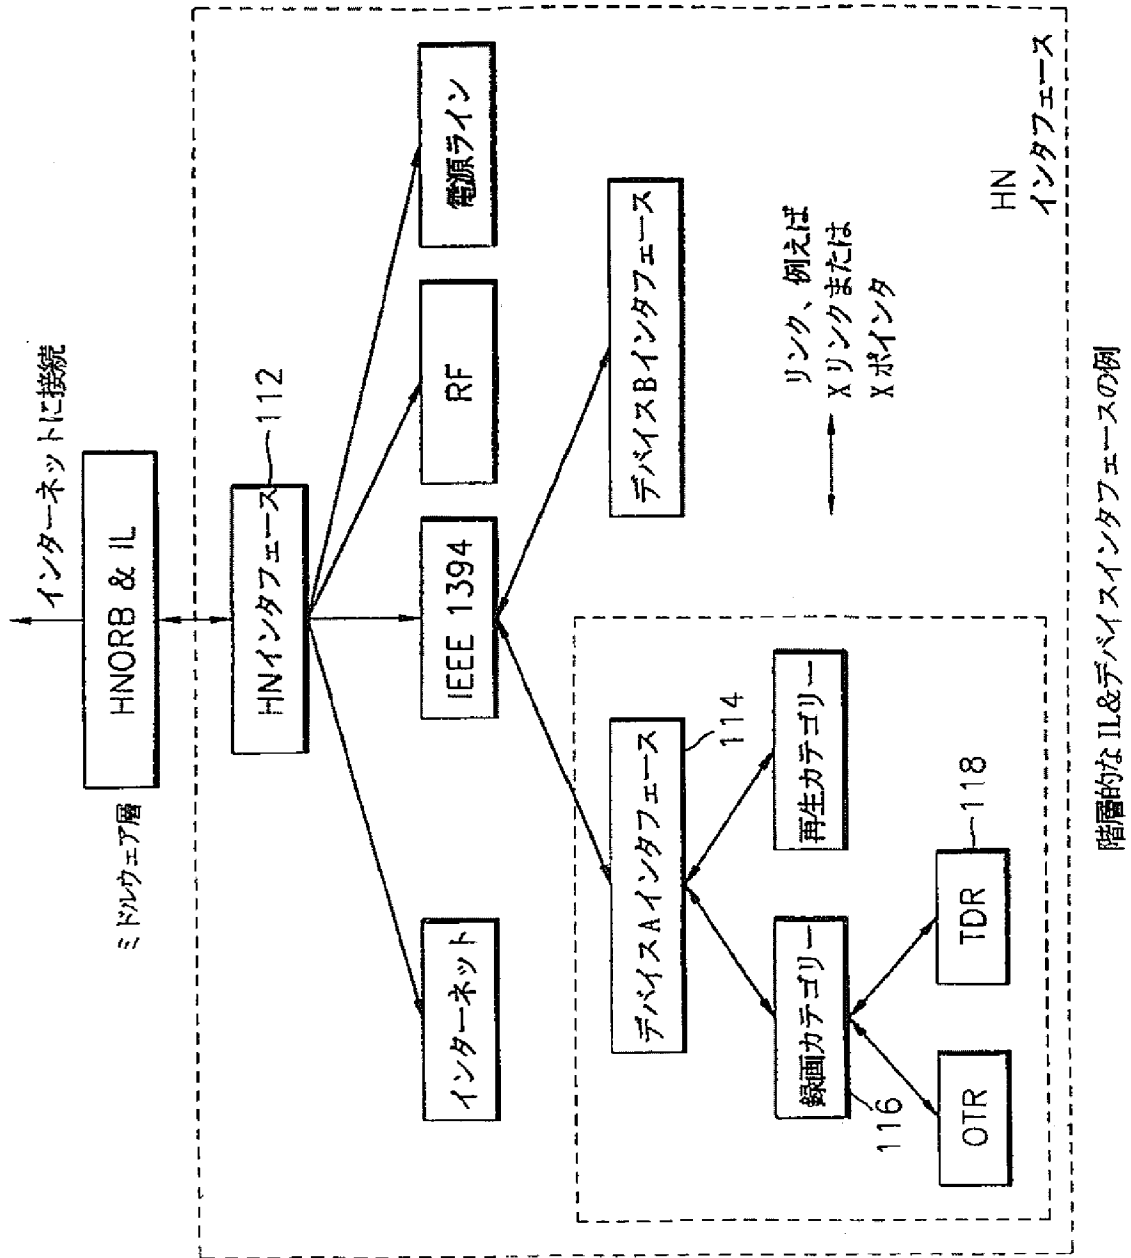 インターネットに接続
ミドルウェア層
HNORB & IL
HNインタフェース
112
インターネット
IEEE 1394
RF
電源ライン
デバイスAインタフェース
114
デバイスBインタフェース
録画カテゴリー
116
再生カテゴリー
OTR
TDR
118
リンク、例えば
Xリンクまたは
Xポインタ
HN
インタフェース
階層的なIL&デバイスインタフェースの例